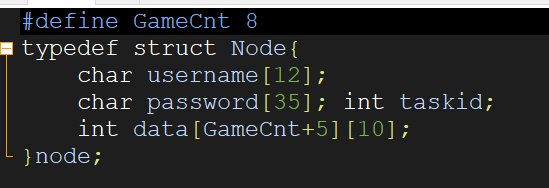 #define GameCnt 8
typedef struct Node{
    char username[12];
    char password[35]; int taskid;
    int data[GameCnt+5][10];
}node;